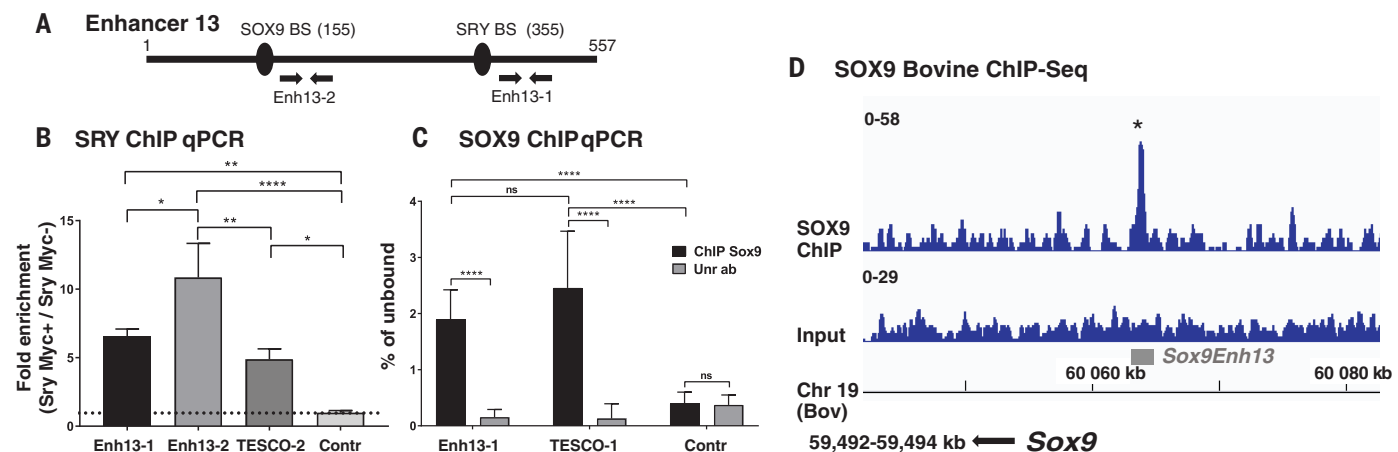 A Enhancer 13
SOX9 BS (155) SRY BS (355)
1 557
Enh13-2 Enh13-1
B SRY ChIP qPCR
**
****
* **
*
Fold enrichment
(Sry Myc+ / Sry Myc-)
15
10
5
0
Enh13-1 Enh13-2 TESCO-2 Contr
C SOX9 ChIP qPCR
****
ns
****
****
****
ns
% of unbound
4
3
2
1
0
ChIP Sox9
Unr ab
Enh13-1 TESCO-1 Contr
D SOX9 Bovine ChIP-Seq
0-58
*
SOX9
ChIP
0-29
Input
Sox9Enh13
60 060 kb 60 080 kb
Chr 19
(Bov)
59,492-59,494 kb Sox9